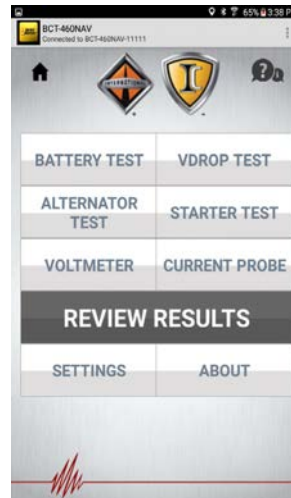 65% 3:38 P
BCT-460NAV
Connected to BCT-460NAV-11111
INTERNATIONAL
BATTERY TEST
VDROP TEST
ALTERNATOR
TEST
STARTER TEST
VOLTMETER
CURRENT PROBE
REVIEW RESULTS
SETTINGS
ABOUT